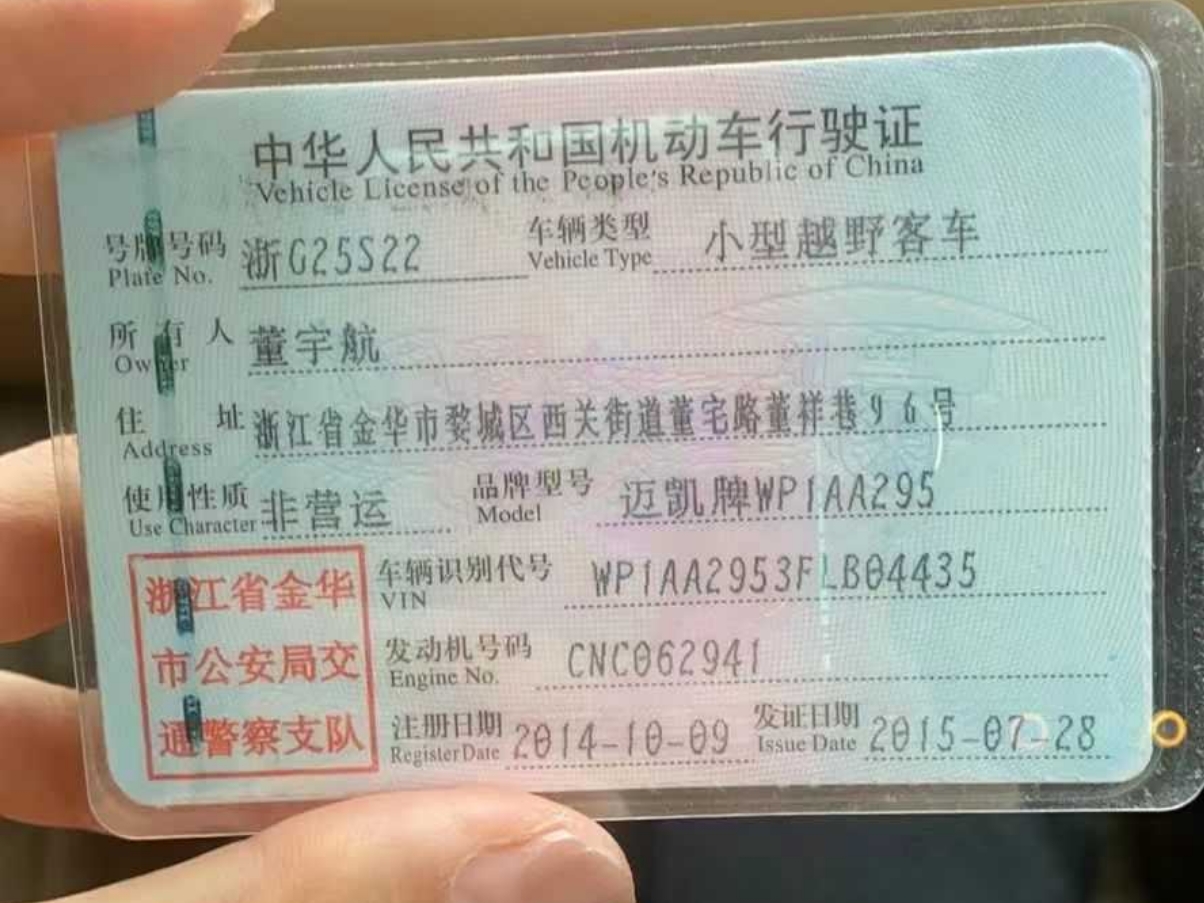 中华人民共和国机动车行驶证
Vehicle License of the People's Republic of China
号牌号码 浙G25S22 车辆类型 小型越野客车
Plate No. Vehicle Type
所有人 董宇航
Owner
住址 浙江省金华市婺城区西关街道董宅路董祥巷96号
Address
使用性质 非营运 品牌型号 迈凯牌WP1AA295
Use Character Model
浙江省金华 车辆识别代号 WP1AA2953FLB04435
VIN
市公安局交 发动机号码 CNC062941
Engine No.
通警察支队 注册日期 2014-10-09 发证日期 2015-07-28
Register Date Issue Date